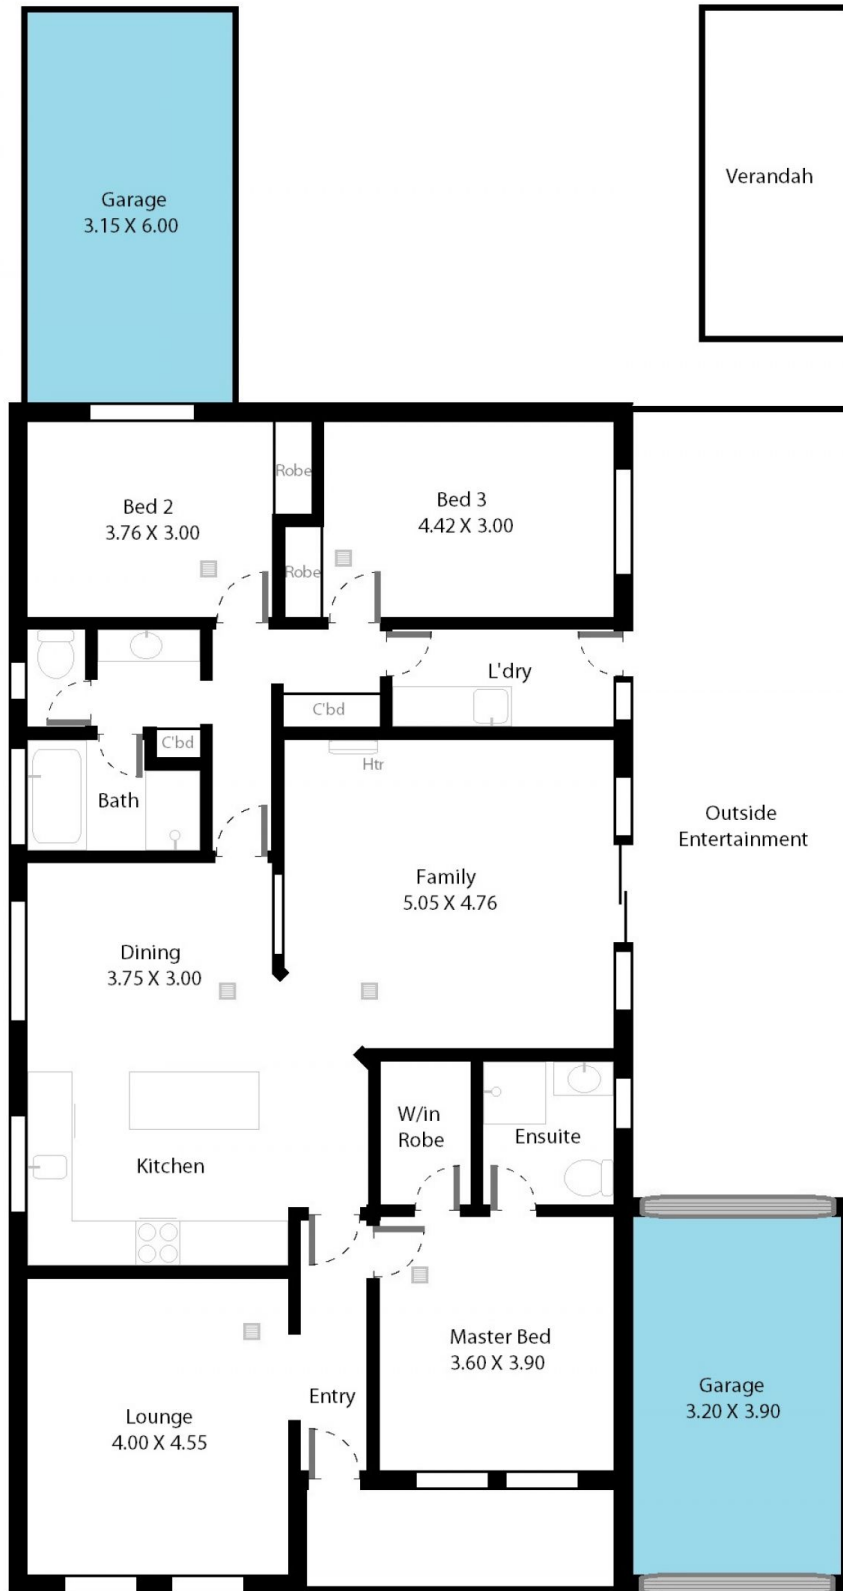 Garage
3.15 X 6.00
Verandah
Robe
Bed 2
3.76 X 3.00
Bed 3
4.42 X 3.00
Robe
L'dry
C'bd
C'bd
Htr
Bath
Outside
Entertainment
Family
5.05 X 4.76
Dining
3.75 X 3.00
W/in
Robe
Ensuite
Kitchen
Master Bed
3.60 X 3.90
Garage
3.20 X 3.90
Entry
Lounge
4.00 X 4.55